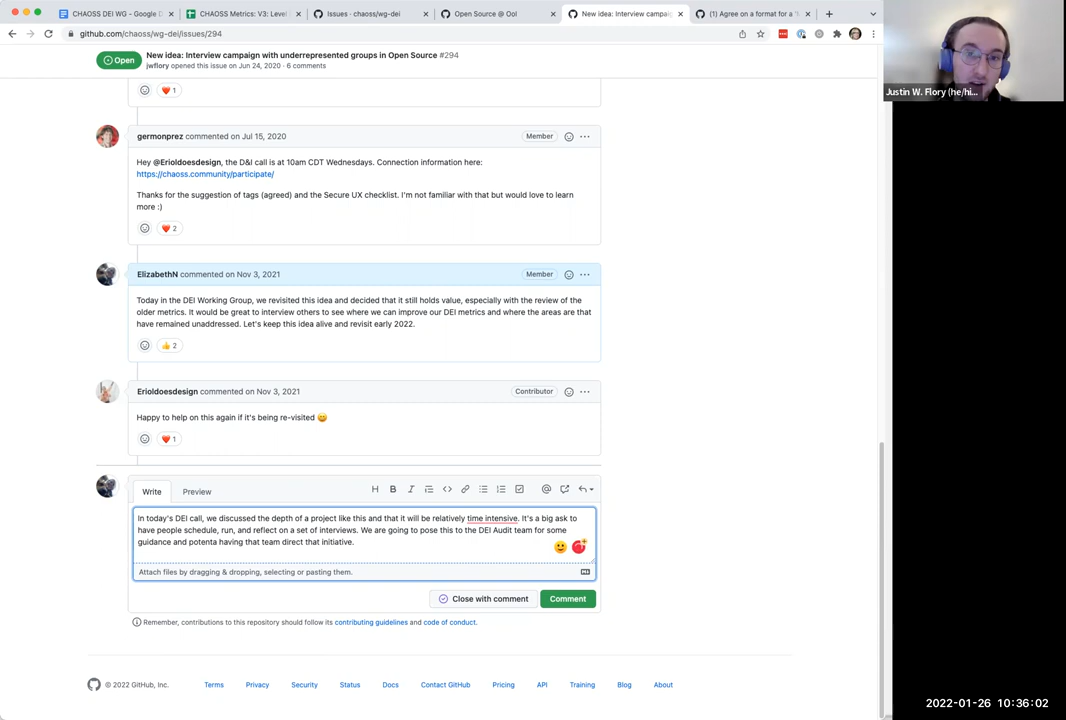 CHAOSS DEI WG - Google D
CHAOSS Metrics: V3: Level
Issues · chaoss/wg-dei
Open Source @ Ool
New idea: Interview campaig
(1) Agree on a format for a 'M
github.com/chaoss/wg-dei/issues/294
Open
New idea: Interview campaign with underrepresented groups in Open Source #294
jwflory opened this issue on Jun 24, 2020 · 6 comments
1
germonprez commented on Jul 15, 2020
Member
Hey @Erioldoesdesign, the D&I call is at 10am CDT Wednesdays. Connection information here:
https://chaoss.community/participate/
Thanks for the suggestion of tags (agreed) and the Secure UX checklist. I'm not familiar with that but would love to learn
more :)
2
ElizabethN commented on Nov 3, 2021
Member
Today in the DEI Working Group, we revisited this idea and decided that it still holds value, especially with the review of the
older metrics. It would be great to interview others to see where we can improve our DEI metrics and where the areas are that
have remained unaddressed. Let's keep this idea alive and revisit early 2022.
2
Erioldoesdesign commented on Nov 3, 2021
Contributor
Happy to help on this again if it's being re-visited
1
Write
Preview
In today's DEI call, we discussed the depth of a project like this and that it will be relatively time intensive. It's a big ask to
have people schedule, run, and reflect on a set of interviews. We are going to pose this to the DEI Audit team for some
guidance and potenta having that team direct that initiative.
Attach files by dragging & dropping, selecting or pasting them.
Close with comment
Comment
Remember, contributions to this repository should follow its contributing guidelines and code of conduct.
© 2022 GitHub, Inc.
Terms
Privacy
Security
Status
Docs
Contact GitHub
Pricing
API
Training
Blog
About
Justin W. Flory (he/hi...
2022-01-26 10:36:02